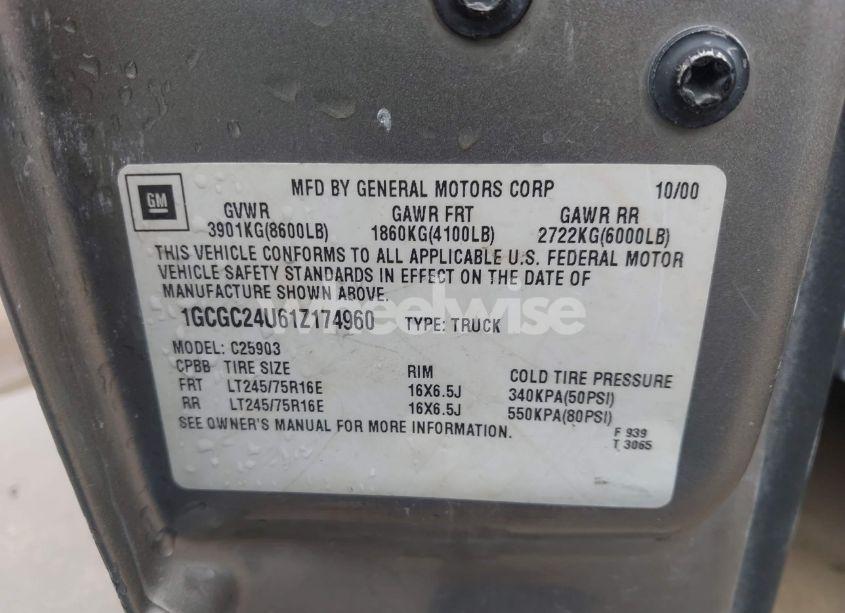 GM
MFD BY GENERAL MOTORS CORP 10/00
GVWR GAWR FRT GAWR RR
3901KG(8600LB) 1860KG(4100LB) 2722KG(6000LB)
THIS VEHICLE CONFORMS TO ALL APPLICABLE U.S. FEDERAL MOTOR
VEHICLE SAFETY STANDARDS IN EFFECT ON THE DATE OF
MANUFACTURE SHOWN ABOVE.
wheelwise
1GCGC24U61Z174960 TYPE: TRUCK
MODEL: C25903
CPBB TIRE SIZE RIM COLD TIRE PRESSURE
FRT LT245/75R16E 16X6.5J 340KPA(50PSI)
RR LT245/75R16E 16X6.5J 550KPA(80PSI)
SEE OWNER'S MANUAL FOR MORE INFORMATION.
F 939
T 3065